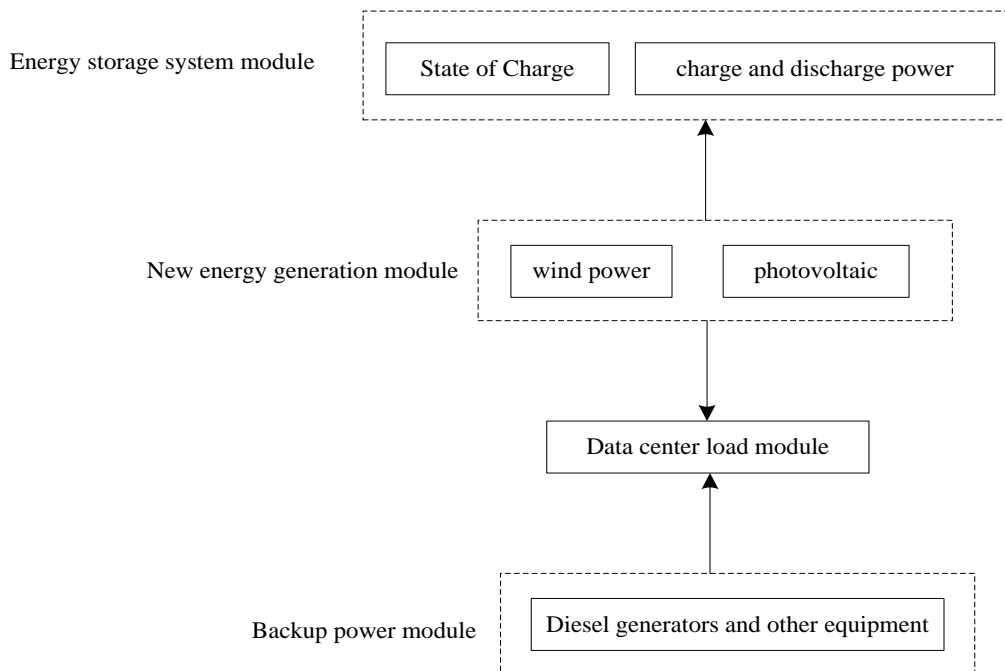 Energy storage system module
State of Charge
charge and discharge power
New energy generation module
wind power
photovoltaic
Data center load module
Backup power module
Diesel generators and other equipment